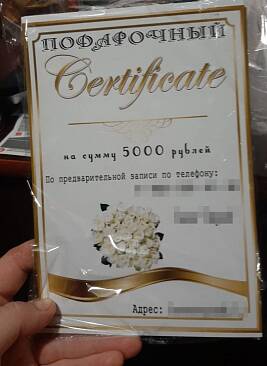 ПОДАРОЧНЫЙ
Certificate
на сумму 5000 рублей
По предварительной записи по телефону:
Адрес: